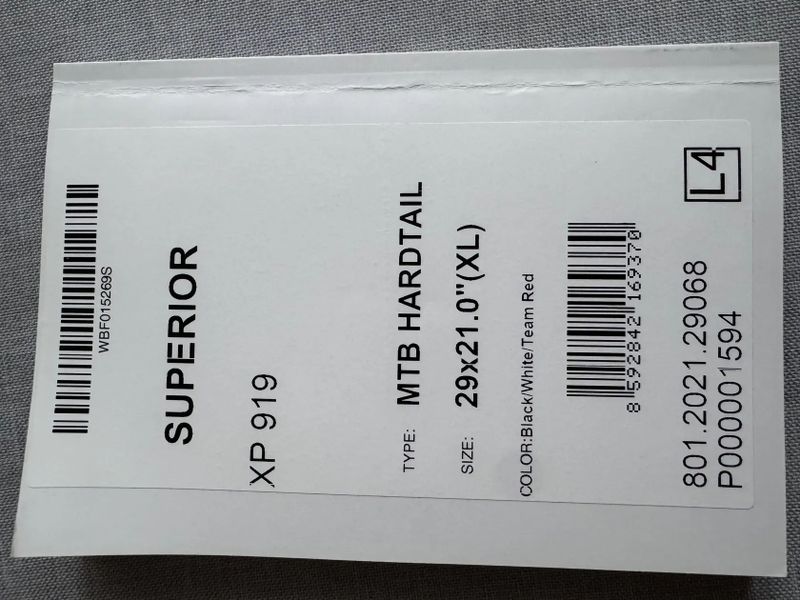 WBF015269S
SUPERIOR
XP 919
TYPE: MTB HARDTAIL
SIZE: 29x21.0"(XL)
COLOR:Black/White/Team Red
8 592842 169370
801.2021.29068
P000001594
L4